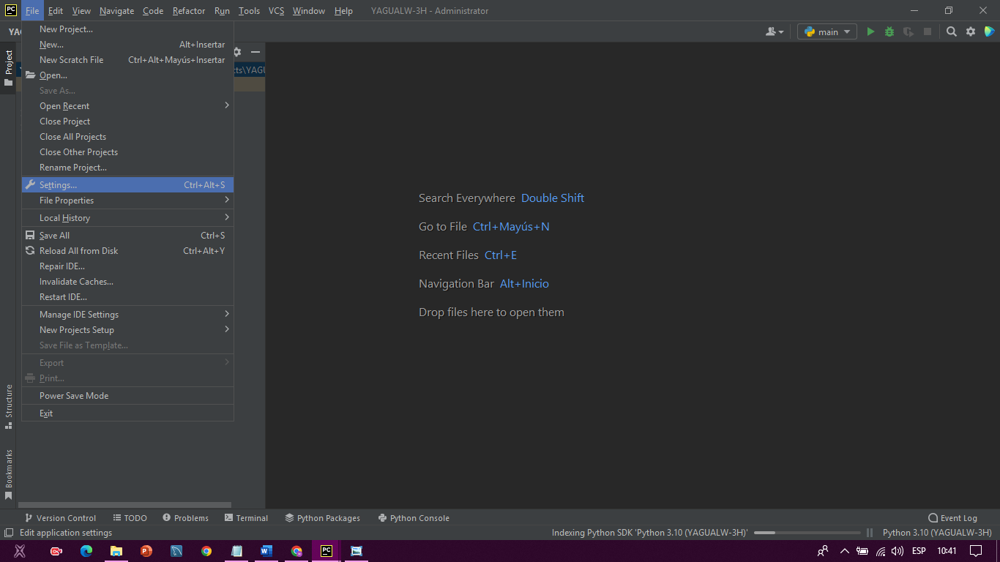 PC File Edit View Navigate Code Refactor Run Tools VCS Window Help YAGUALW-3H - Administrator
YAG
main
New Project...
New... Alt+Insertar
New Scratch File Ctrl+Alt+Mayús+Insertar
Open...
Save As...
Open Recent
Close Project
Close All Projects
Close Other Projects
Rename Project...
Settings... Ctrl+Alt+S
File Properties
Local History
Save All Ctrl+S
Reload All from Disk Ctrl+Alt+Y
Repair IDE...
Invalidate Caches...
Restart IDE...
Manage IDE Settings
New Projects Setup
Save File as Template...
Export
Print...
Power Save Mode
Exit
cts\YAGU
Project
Structure
Bookmarks
Search Everywhere Double Shift
Go to File Ctrl+Mayús+N
Recent Files Ctrl+E
Navigation Bar Alt+Inicio
Drop files here to open them
Version Control TODO Problems Terminal Python Packages Python Console Event Log
Edit application settings Indexing Python SDK 'Python 3.10 (YAGUALW-3H)' Python 3.10 (YAGUALW-3H)
PC ESP 10:41